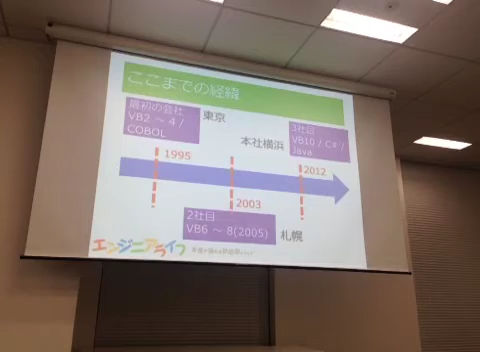 ここまでの経緯
最初の会社
VB2 ～ 4 /
COBOL
東京
本社横浜
3社目
VB10 / C# /
Java
1995
2012
2003
2社目
VB6 ～ 8(2005)
札幌
エンジニアライフ